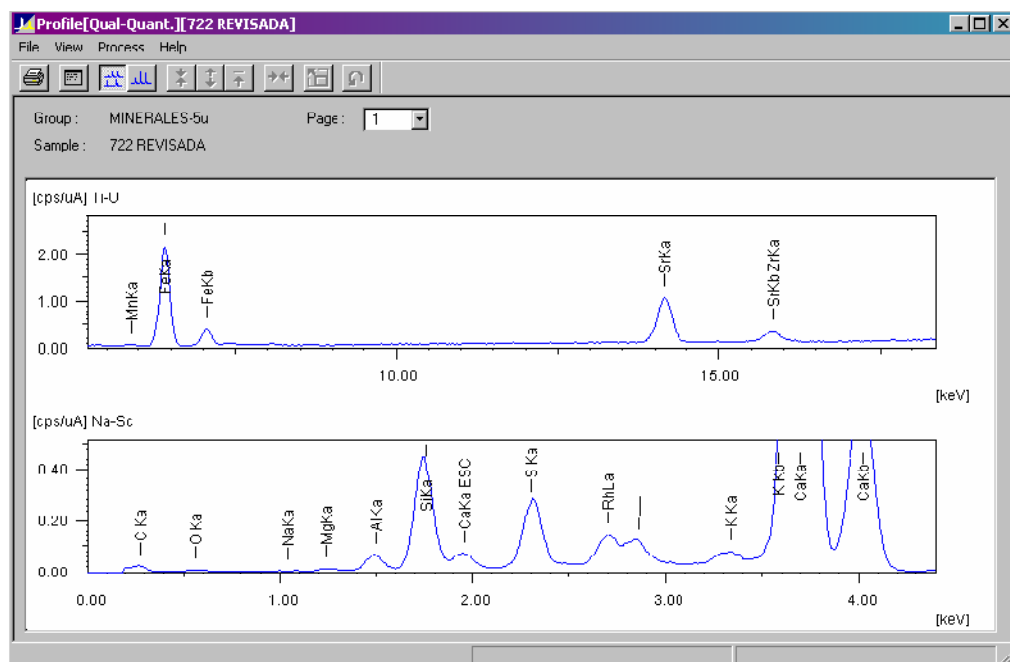 Profile[Qual-Quant.][722 REVISADA]
File View Process Help
Group : MINERALES-5u Page : 1
Sample : 722 REVISADA
[cps/uA] Ti-U
2.00
1.00
0.00
MnKa
FeKa
FeKb
SrKa
SrKbZrKa
10.00 15.00
[keV]
[cps/uA] Na-Sc
0.40
0.20
0.00
C Ka
O Ka
NaKa
MgKa
AlKa
SiKa
CaKa ESC
S Ka
RhLa
K Ka
K Kb
CaKa
CaKb
0.00 1.00 2.00 3.00 4.00
[keV]